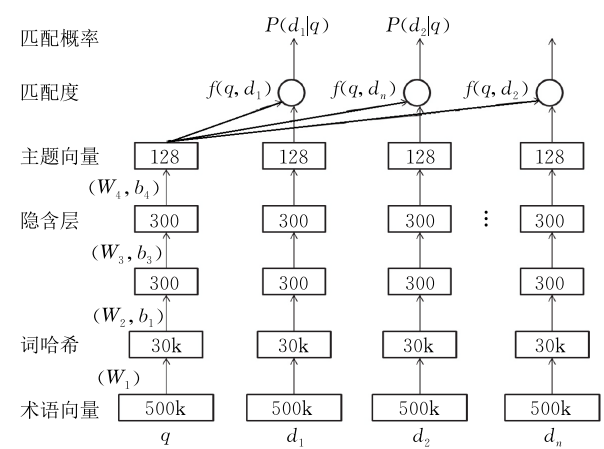 匹配概率 P(d₁|q) P(d₂|q)
匹配度 f(q, d₁) f(q, dₙ) f(q, d₂)
主题向量 128 128 128 128
(W₄, b₄)
隐含层 300 300 300 ⋮ 300
(W₃, b₃)
300 300 300 300
(W₂, b₁)
词哈希 30k 30k 30k 30k
(W₁)
术语向量 500k 500k 500k 500k
q d₁ d₂ dₙ